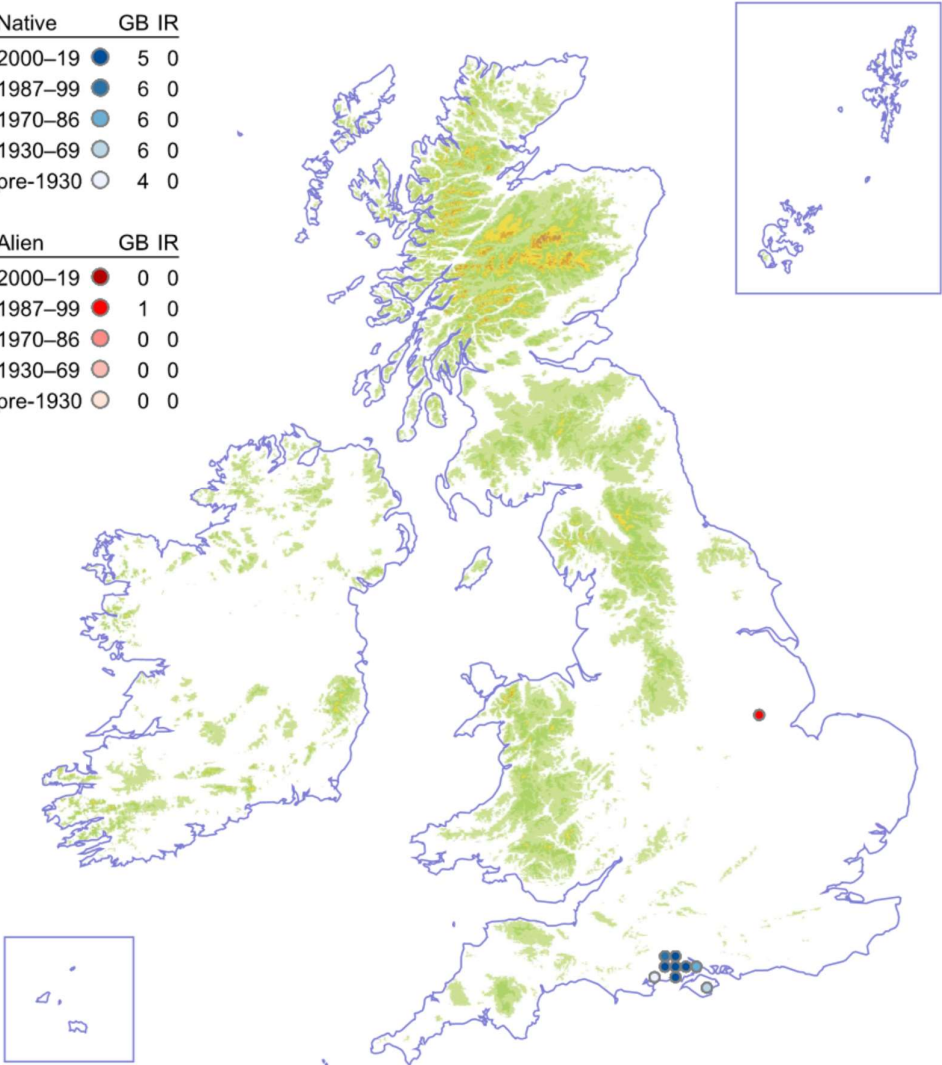 Native GB IR
2000–19 5 0
1987–99 6 0
1970–86 6 0
1930–69 6 0
pre-1930 4 0
Alien GB IR
2000–19 0 0
1987–99 1 0
1970–86 0 0
1930–69 0 0
pre-1930 0 0